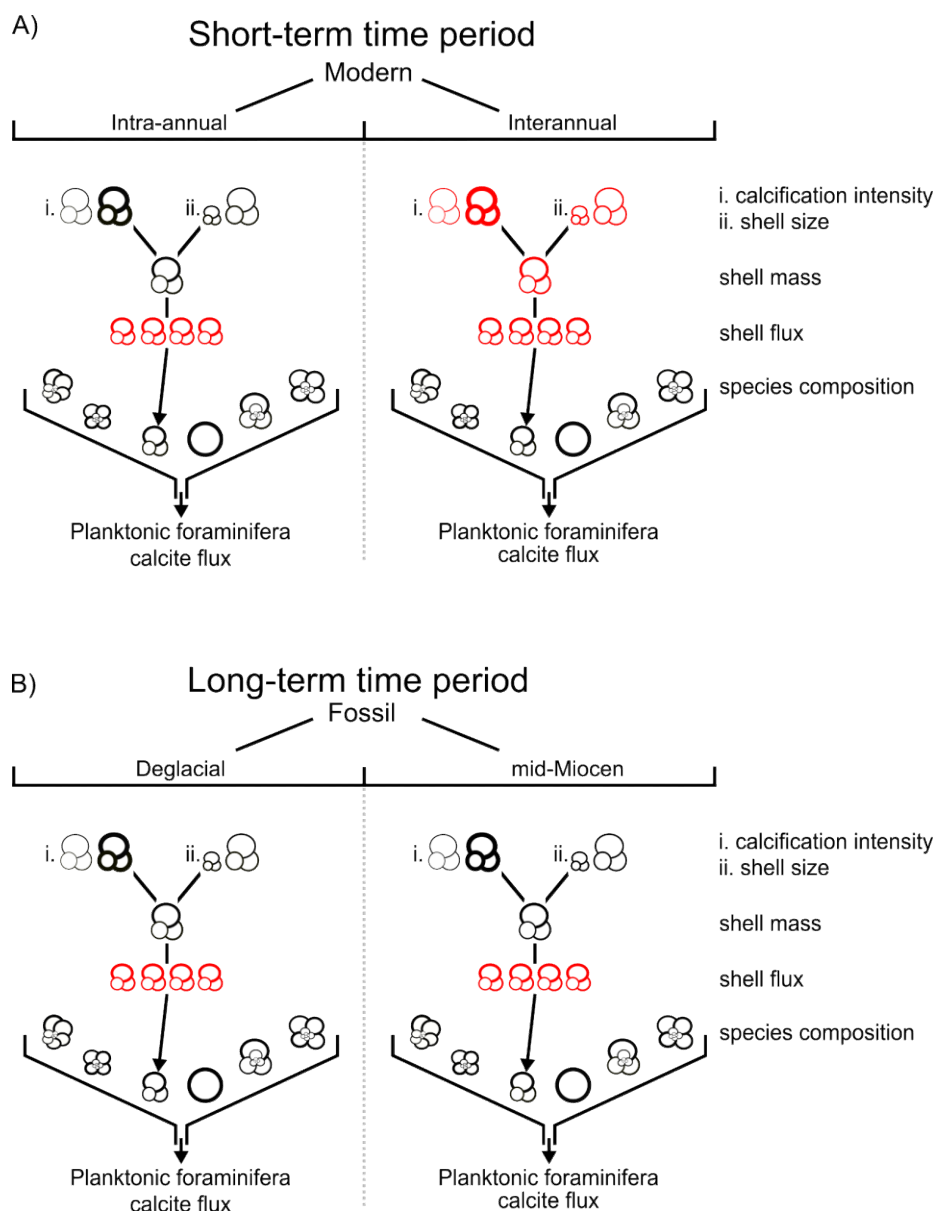 A)
Short-term time period
Modern
Intra-annual
Interannual
i.
ii.
i.
ii.
i. calcification intensity
ii. shell size
shell mass
shell flux
species composition
Planktonic foraminifera
calcite flux
Planktonic foraminifera
calcite flux
B)
Long-term time period
Fossil
Deglacial
mid-Miocen
i.
ii.
i.
ii.
i. calcification intensity
ii. shell size
shell mass
shell flux
species composition
Planktonic foraminifera
calcite flux
Planktonic foraminifera
calcite flux